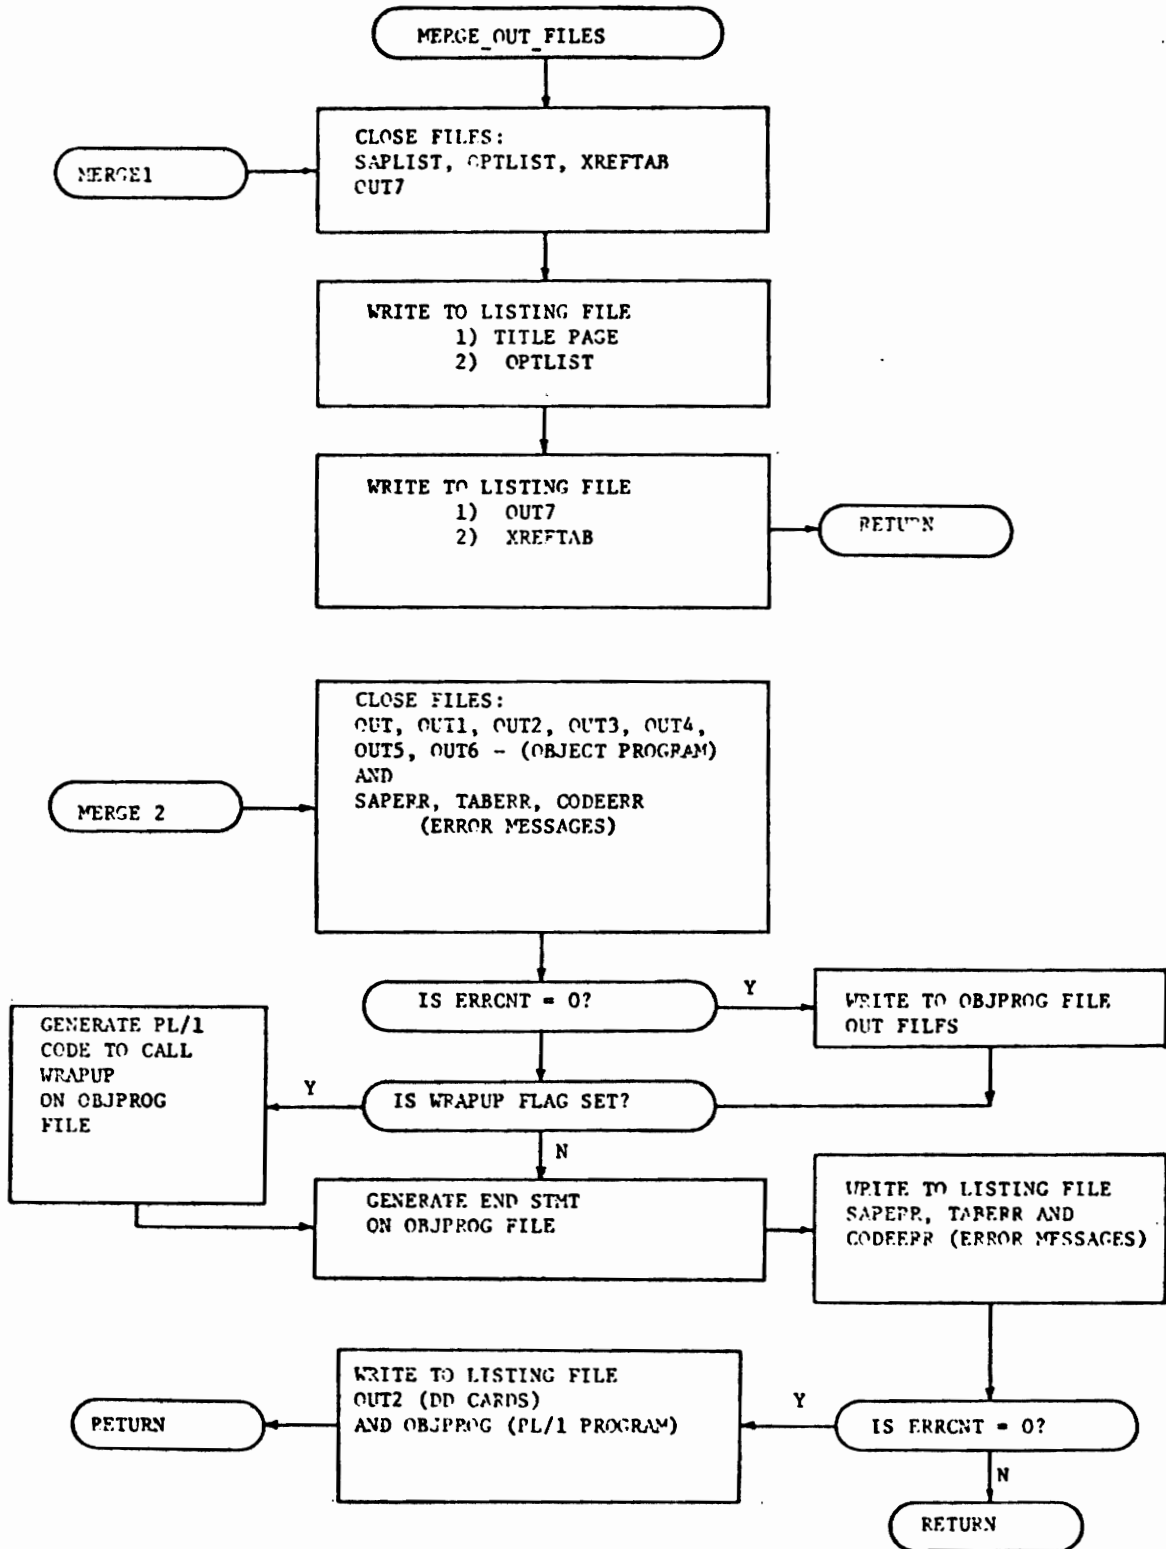 MERGE_OUT_FILES
CLOSE FILES:
SAPLIST, OPTLIST, XREFTAB
OUT7
MERGE1
WRITE TO LISTING FILE
1) TITLE PAGE
2) OPTLIST
WRITE TO LISTING FILE
1) OUT7
2) XREFTAB
RETURN
CLOSE FILES:
OUT, OUT1, OUT2, OUT3, OUT4,
OUT5, OUT6 - (OBJECT PROGRAM)
AND
SAPERR, TABERR, CODEERR
(ERROR MESSAGES)
MERGE 2
IS ERRCNT = 0?
Y
WRITE TO OBJPROG FILE
OUT FILES
GENERATE PL/1
CODE TO CALL
WRAPUP
ON OBJPROG
FILE
Y
IS WRAPUP FLAG SET?
N
GENERATE END STMT
ON OBJPROG FILE
WRITE TO LISTING FILE
SAPERR, TABERR AND
CODEERR (ERROR MESSAGES)
WRITE TO LISTING FILE
OUT2 (DD CARDS)
AND OBJPROG (PL/1 PROGRAM)
RETURN
Y
IS ERRCNT = 0?
N
RETURN